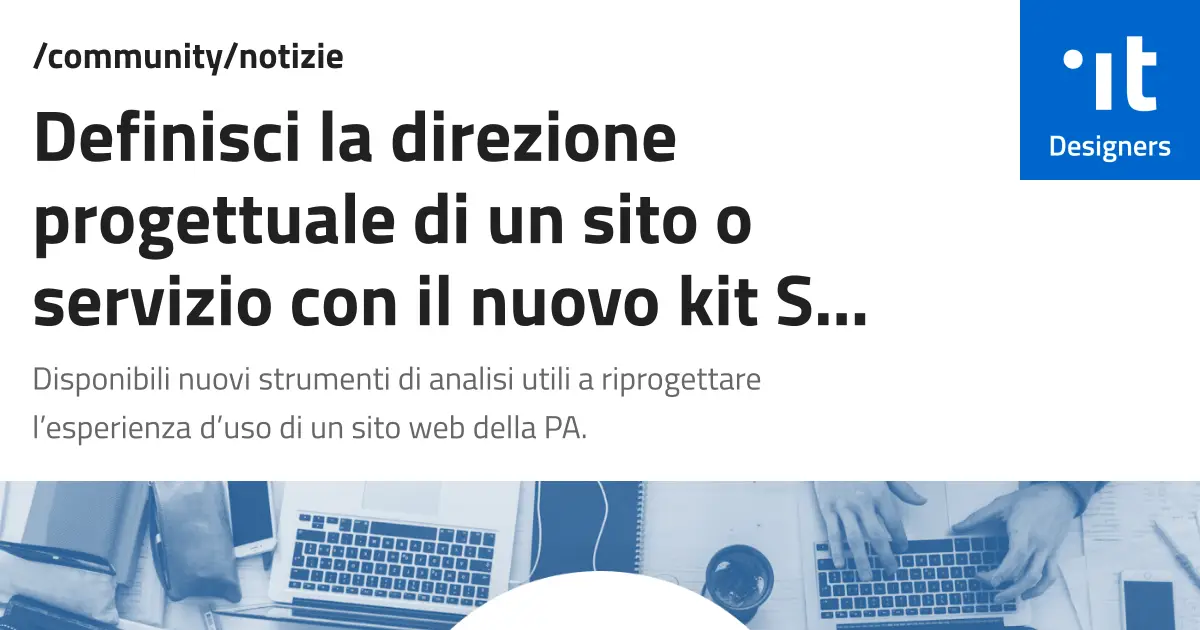 /community/notizie
Definisci la direzione
progettuale di un sito o
servizio con il nuovo kit S...
Disponibili nuovi strumenti di analisi utili a riprogettare
l’esperienza d’uso di un sito web della PA.
it
Designers